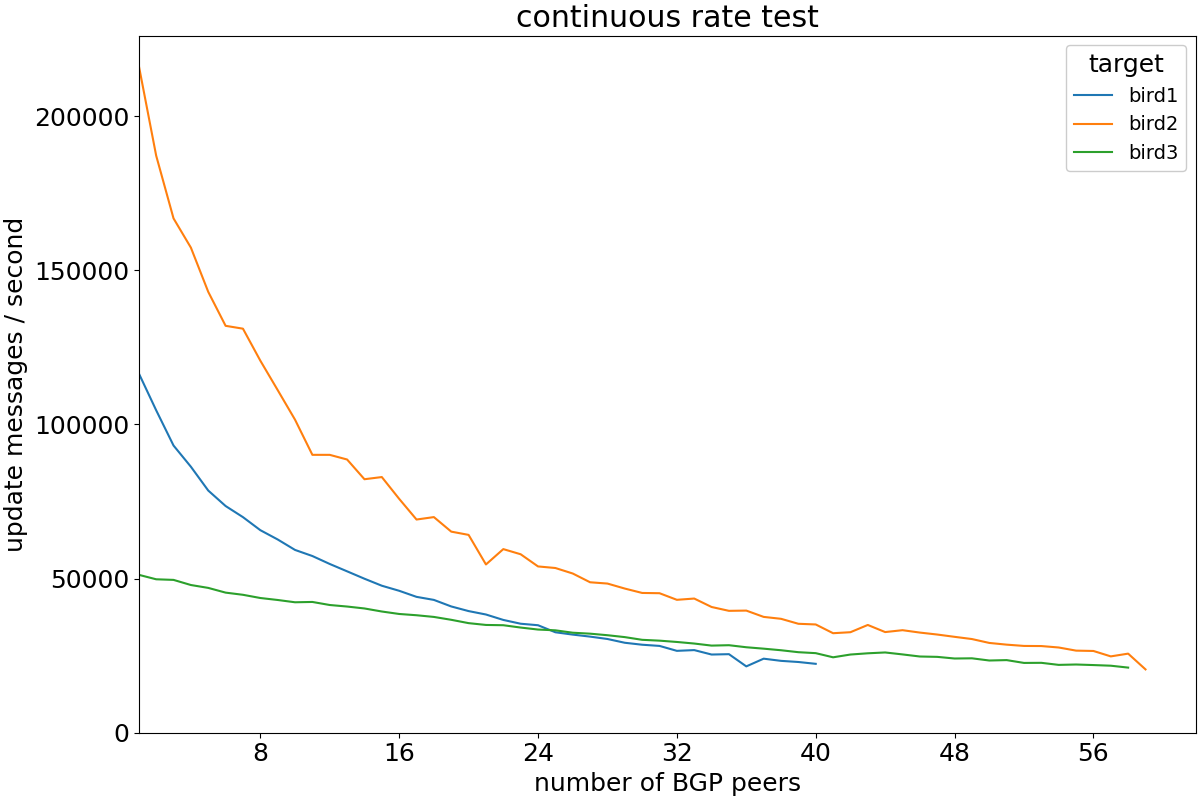 continuous rate test
target
bird1
bird2
bird3
update messages / second
200000
150000
100000
50000
0
8 16 24 32 40 48 56
number of BGP peers